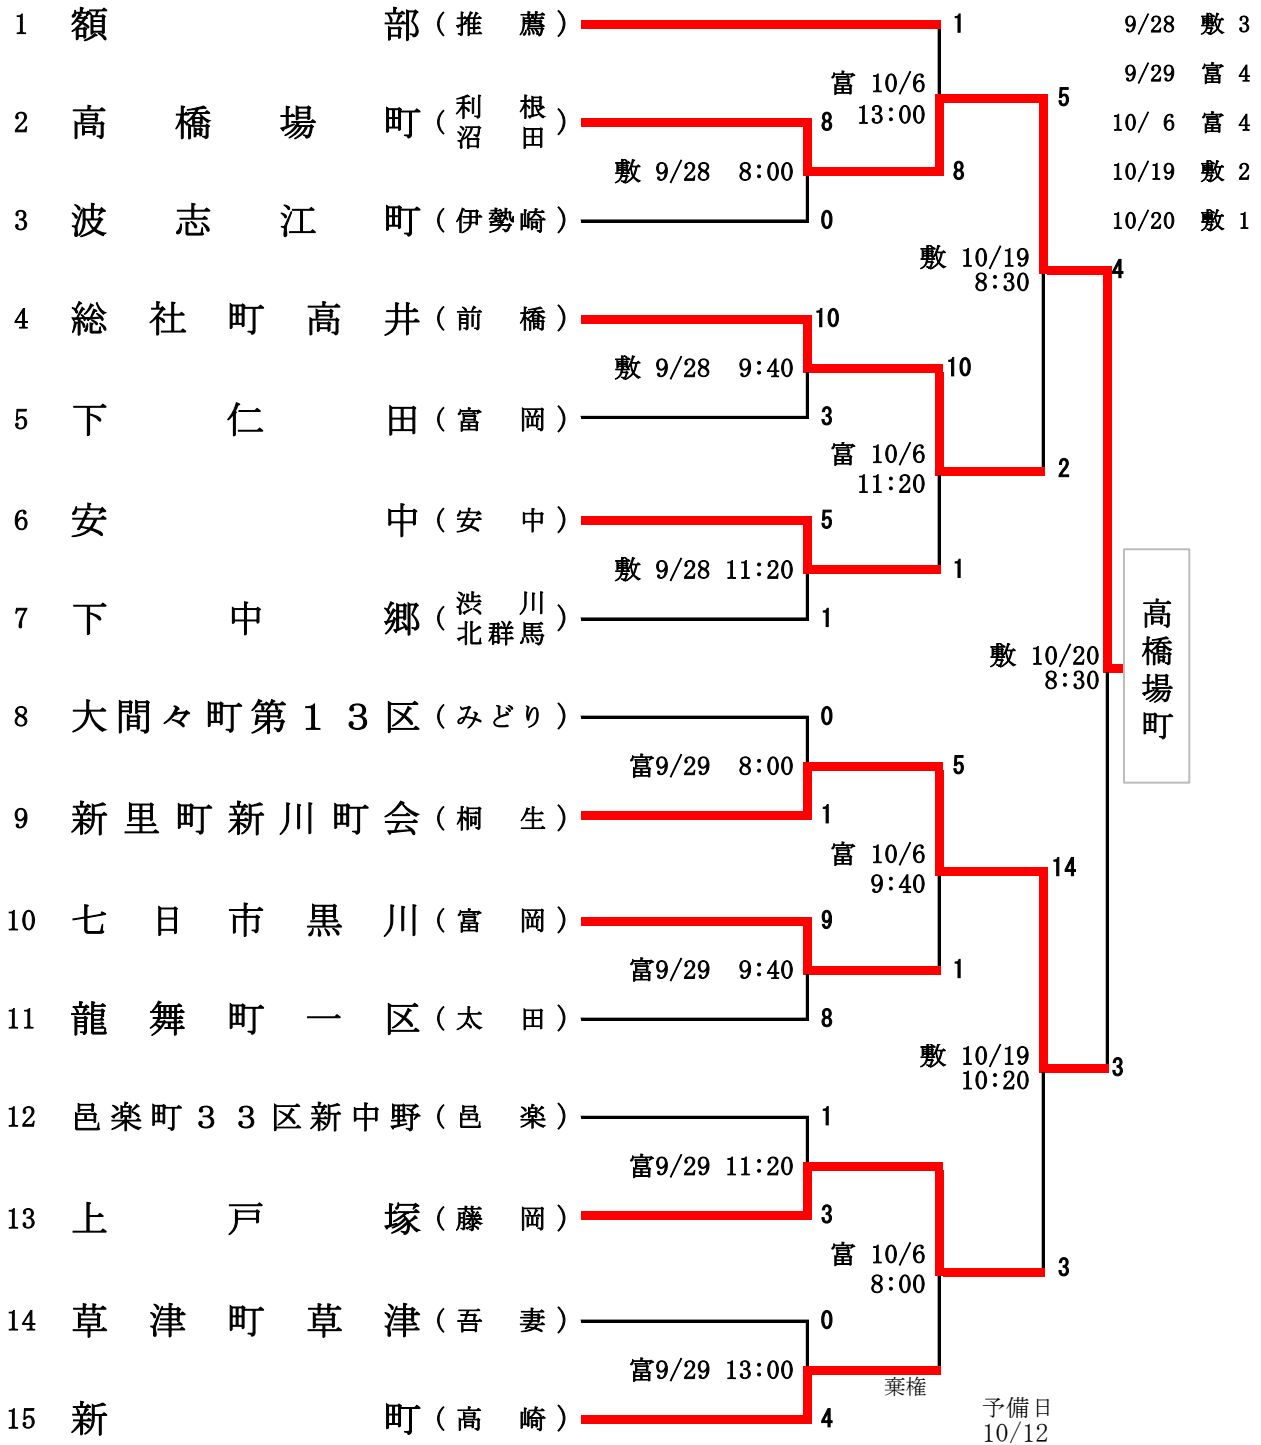 1 額部(推薦) 1 9/28 敷 3
富 10/6 9/29 富 4
13:00 5
2 高橋場町(利根沼田) 8 10/ 6 富 4
敷 9/28 8:00 8 10/19 敷 2
3 波志江町(伊勢崎) 0 10/20 敷 1
敷 10/19
8:30 4
4 総社町高井(前橋) 10
敷 9/28 9:40 10
5 下仁田(富岡) 3
富 10/6
11:20 2
6 安中(安中) 5
敷 9/28 11:20 1
7 下中郷(渋川北群馬) 1
高橋場町
敷 10/20
8:30
8 大間々町第13区(みどり) 0
富9/29 8:00 5
9 新里町新川町会(桐生) 1
富 10/6
9:40 14
10 七日市黒川(富岡) 9
富9/29 9:40 1
11 龍舞町一区(太田) 8
敷 10/19
10:20 3
12 邑楽町33区新中野(邑楽) 1
富9/29 11:20
13 上戸塚(藤岡) 3
富 10/6
8:00 3
14 草津町草津(吾妻) 0
富9/29 13:00
棄権
15 新町(高崎) 4
予備日
10/12